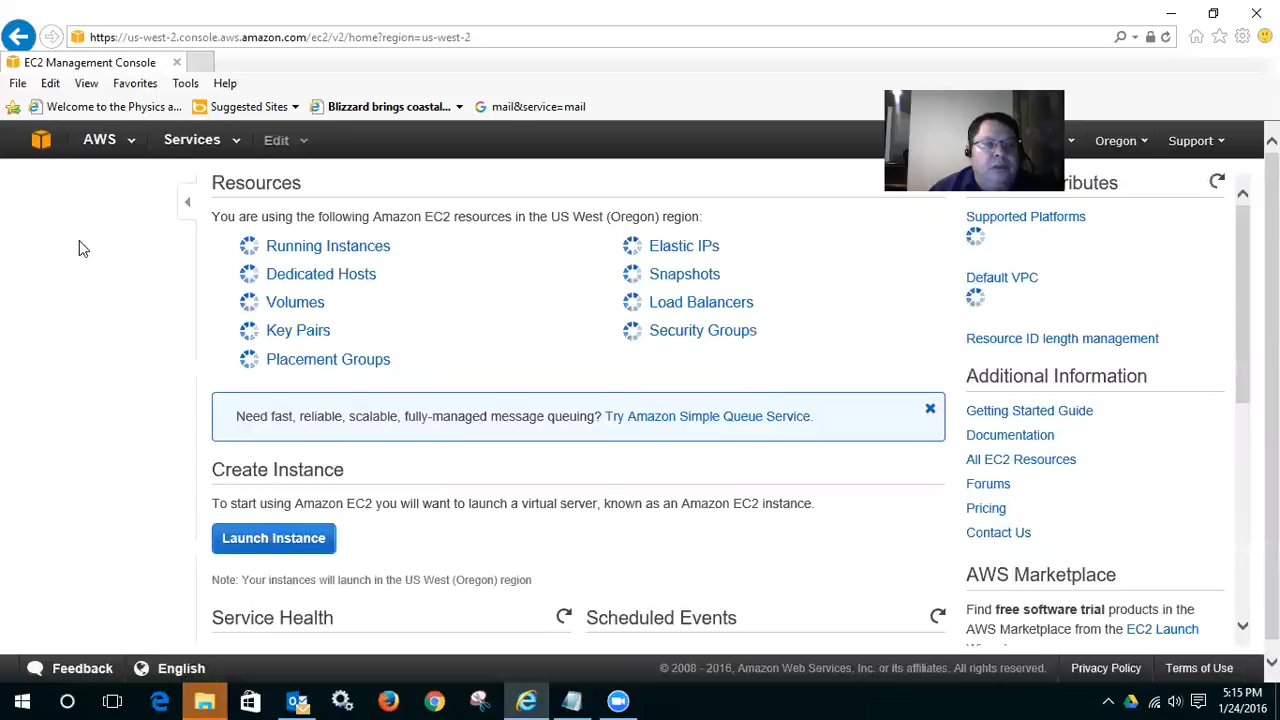 https://us-west-2.console.aws.amazon.com/ec2/v2/home?region=us-west-2
EC2 Management Console
File Edit View Favorites Tools Help
Welcome to the Physics a... Suggested Sites Blizzard brings coastal... mail&service=mail
AWS Services Edit Oregon Support
Resources
You are using the following Amazon EC2 resources in the US West (Oregon) region:
Running Instances Elastic IPs
Dedicated Hosts Snapshots
Volumes Load Balancers
Key Pairs Security Groups
Placement Groups
Need fast, reliable, scalable, fully-managed message queuing? Try Amazon Simple Queue Service.
Create Instance
To start using Amazon EC2 you will want to launch a virtual server, known as an Amazon EC2 instance.
Launch Instance
Note: Your instances will launch in the US West (Oregon) region
Service Health Scheduled Events
Supported Platforms
Default VPC
Resource ID length management
Additional Information
Getting Started Guide
Documentation
All EC2 Resources
Forums
Pricing
Contact Us
AWS Marketplace
Find free software trial products in the
AWS Marketplace from the EC2 Launch
Feedback English © 2008 - 2016, Amazon Web Services, Inc. or its affiliates. All rights reserved. Privacy Policy Terms of Use
5:15 PM
1/24/2016